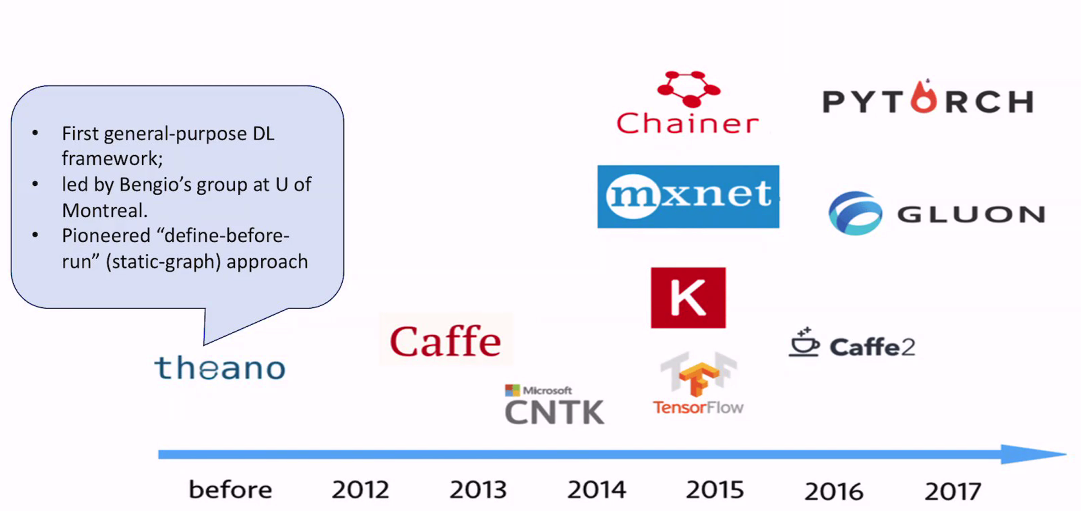 • First general-purpose DL
framework;
• led by Bengio’s group at U of
Montreal.
• Pioneered “define-before-
run” (static-graph) approach
theano
Caffe
Microsoft
CNTK
Chainer
mxnet
K
TensorFlow
PYTORCH
GLUON
Caffe2
before 2012 2013 2014 2015 2016 2017